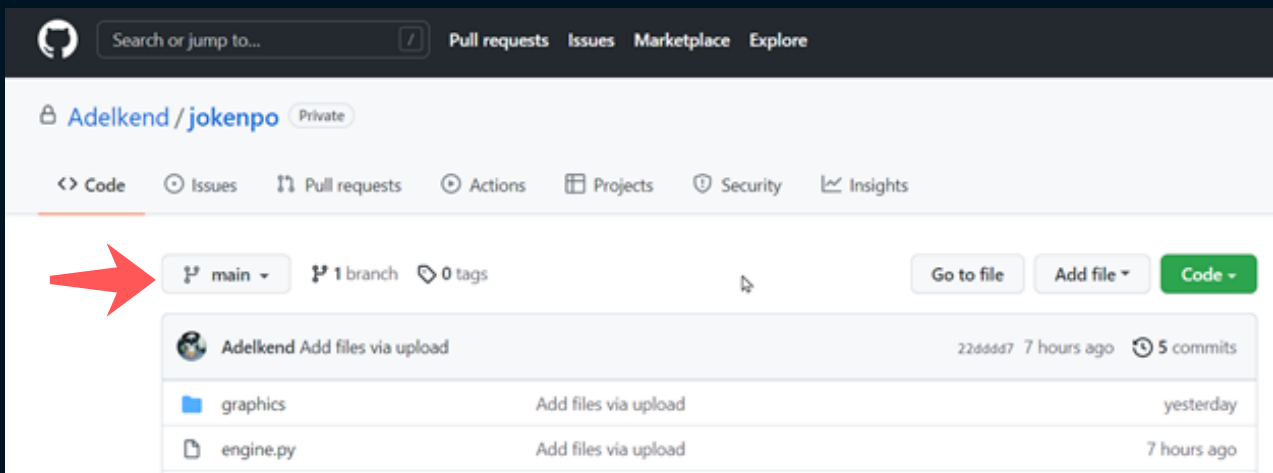 Search or jump to... / Pull requests Issues Marketplace Explore
Adelkend / jokenpo Private
<> Code Issues Pull requests Actions Projects Security Insights
main 1 branch 0 tags Go to file Add file Code
Adelkend Add files via upload 22dddd7 7 hours ago 5 commits
graphics Add files via upload yesterday
engine.py Add files via upload 7 hours ago